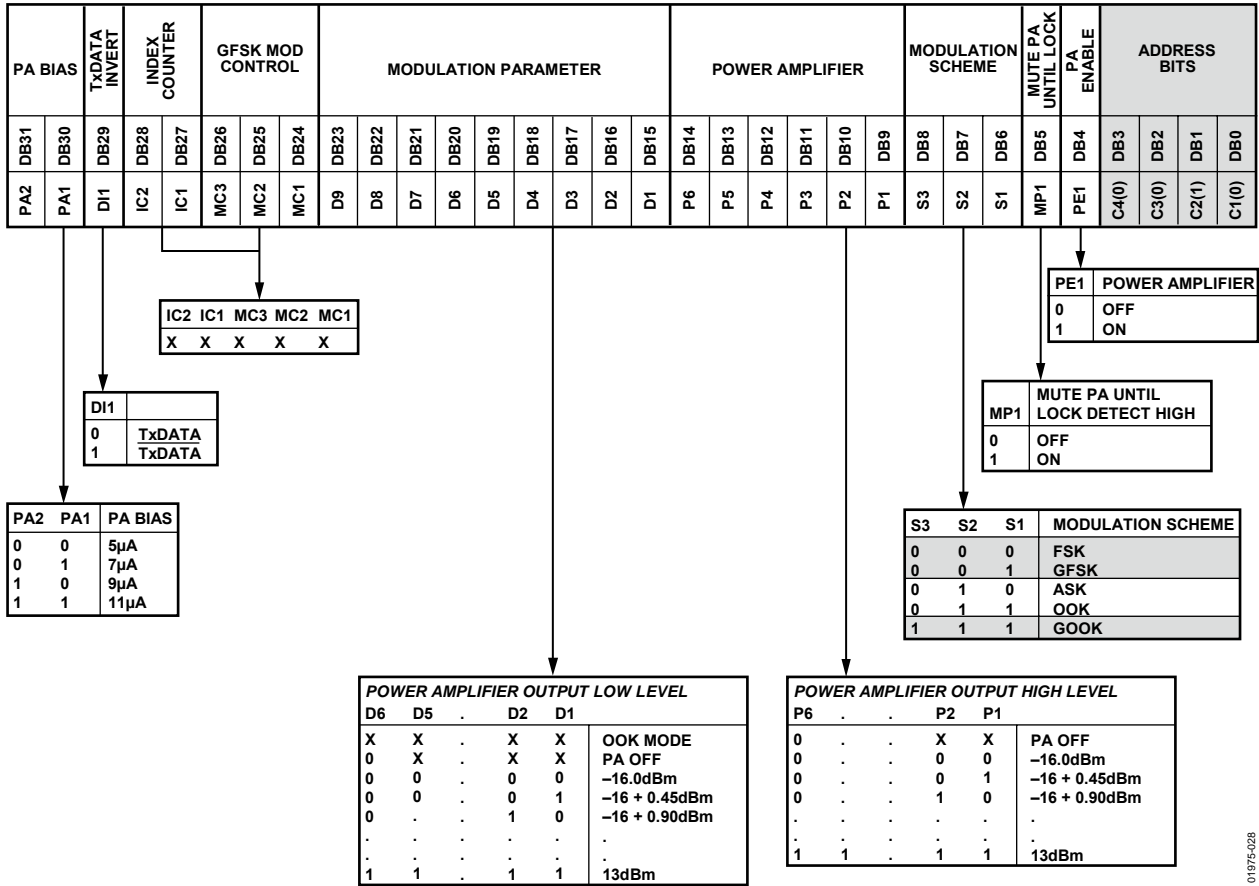 PA BIAS TxDATA INVERT INDEX COUNTER GFSK MOD CONTROL MODULATION PARAMETER POWER AMPLIFIER MODULATION SCHEME MUTE PA UNTIL LOCK PA ENABLE ADDRESS BITS
DB31 DB30 DB29 DB28 DB27 DB26 DB25 DB24 DB23 DB22 DB21 DB20 DB19 DB18 DB17 DB16 DB15 DB14 DB13 DB12 DB11 DB10 DB9 DB8 DB7 DB6 DB5 DB4 DB3 DB2 DB1 DB0
PA2 PA1 DI1 IC2 IC1 MC3 MC2 MC1 D9 D8 D7 D6 D5 D4 D3 D2 D1 P6 P5 P4 P3 P2 P1 S3 S2 S1 MP1 PE1 C4(0) C3(0) C2(1) C1(0)
PE1 POWER AMPLIFIER
0 OFF
1 ON
IC2 IC1 MC3 MC2 MC1
X X X X X
MP1 MUTE PA UNTIL LOCK DETECT HIGH
0 OFF
1 ON
DI1
0 TxDATA
1 TxDATA
PA2 PA1 PA BIAS
0 0 5µA
0 1 7µA
1 0 9µA
1 1 11µA
S3 S2 S1 MODULATION SCHEME
0 0 0 FSK
0 0 1 GFSK
0 1 0 ASK
0 1 1 OOK
1 1 1 GOOK
POWER AMPLIFIER OUTPUT LOW LEVEL
D6 D5 . D2 D1
X X . X X OOK MODE
0 X . X X PA OFF
0 0 . 0 0 –16.0dBm
0 0 . 0 1 –16 + 0.45dBm
0 . . 1 0 –16 + 0.90dBm
. . . . . .
. . . . . .
1 1 . 1 1 13dBm
POWER AMPLIFIER OUTPUT HIGH LEVEL
P6 . . P2 P1
0 . . X X PA OFF
0 . . 0 0 –16.0dBm
0 . . 0 1 –16 + 0.45dBm
0 . . 1 0 –16 + 0.90dBm
. . . . . .
. . . . . .
1 1 . 1 1 13dBm
01975-028